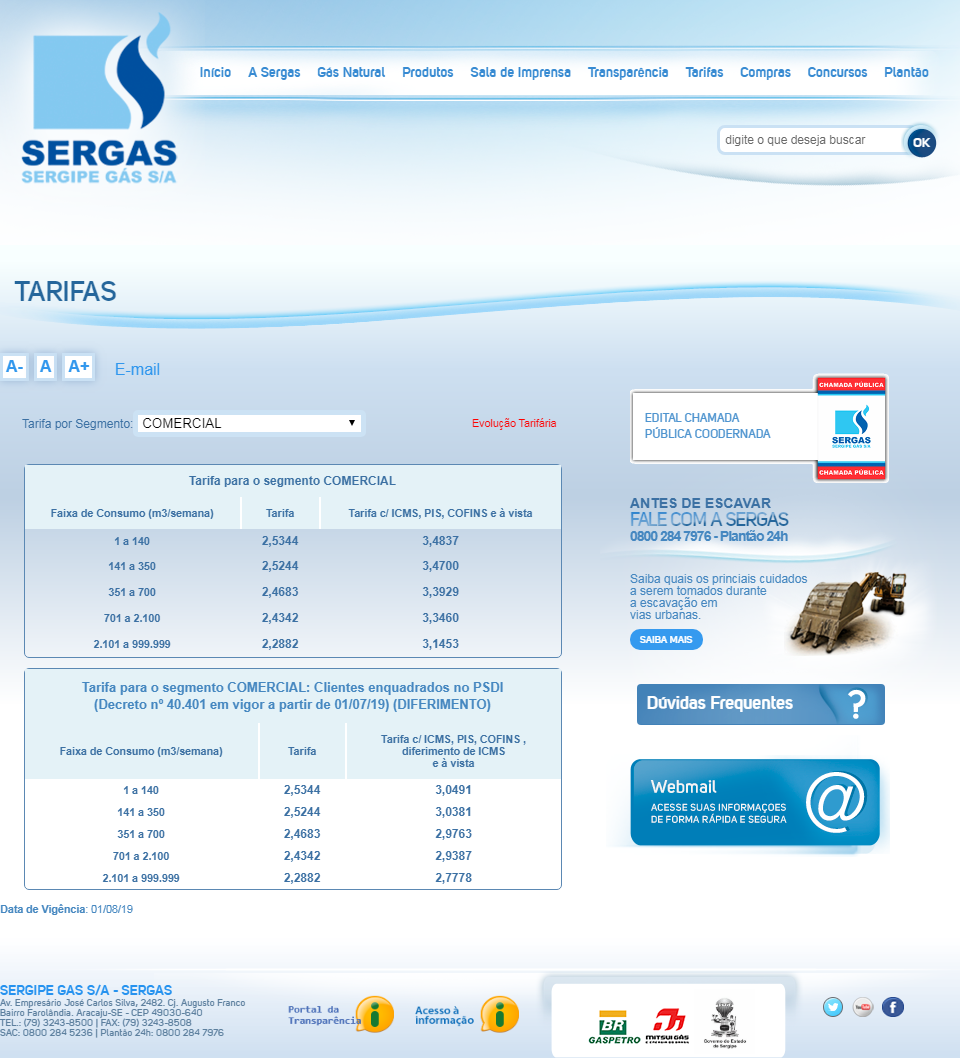 SERGAS
SERGIPE GÁS S/A
Início A Sergas Gás Natural Produtos Sala de Imprensa Transparência Tarifas Compras Concursos Plantão
digite o que deseja buscar OK
TARIFAS
A- A A+ E-mail
Tarifa por Segmento: COMERCIAL
Evolução Tarifária
Tarifa para o segmento COMERCIAL
Faixa de Consumo (m3/semana) Tarifa Tarifa c/ ICMS, PIS, COFINS e à vista
1 a 140 2,5344 3,4837
141 a 350 2,5244 3,4700
351 a 700 2,4683 3,3929
701 a 2.100 2,4342 3,3460
2.101 a 999.999 2,2882 3,1453
Tarifa para o segmento COMERCIAL: Clientes enquadrados no PSDI
(Decreto nº 40.401 em vigor a partir de 01/07/19) (DIFERIMENTO)
Faixa de Consumo (m3/semana) Tarifa Tarifa c/ ICMS, PIS, COFINS ,
diferimento de ICMS
e à vista
1 a 140 2,5344 3,0491
141 a 350 2,5244 3,0381
351 a 700 2,4683 2,9763
701 a 2.100 2,4342 2,9387
2.101 a 999.999 2,2882 2,7778
Data de Vigência: 01/08/19
CHAMADA PÚBLICA
EDITAL CHAMADA
PÚBLICA COODERNADA
SERGAS
SERGIPE GÁS S/A
CHAMADA PÚBLICA
ANTES DE ESCAVAR
FALE COM A SERGAS
0800 284 7976 - Plantão 24h
Saiba quais os princiais cuidados
a serem tomados durante
a escavação em
vias urbanas.
SAIBA MAIS
Dúvidas Frequentes ?
Webmail
ACESSE SUAS INFORMAÇOES
DE FORMA RÁPIDA E SEGURA
@
SERGIPE GAS S/A - SERGAS
Av. Empresário José Carlos Silva, 2482. Cj. Augusto Franco
Bairro Farolândia. Aracaju-SE - CEP 49030-640
TEL.: (79) 3243-8500 | FAX: (79) 3243-8508
SAC: 0800 284 5236 | Plantão 24h: 0800 284 7976
Portal da
Transparência
Acesso à
informação
BR
GASPETRO
MITSUI GÁS
Governo do Estado
de Sergipe
You